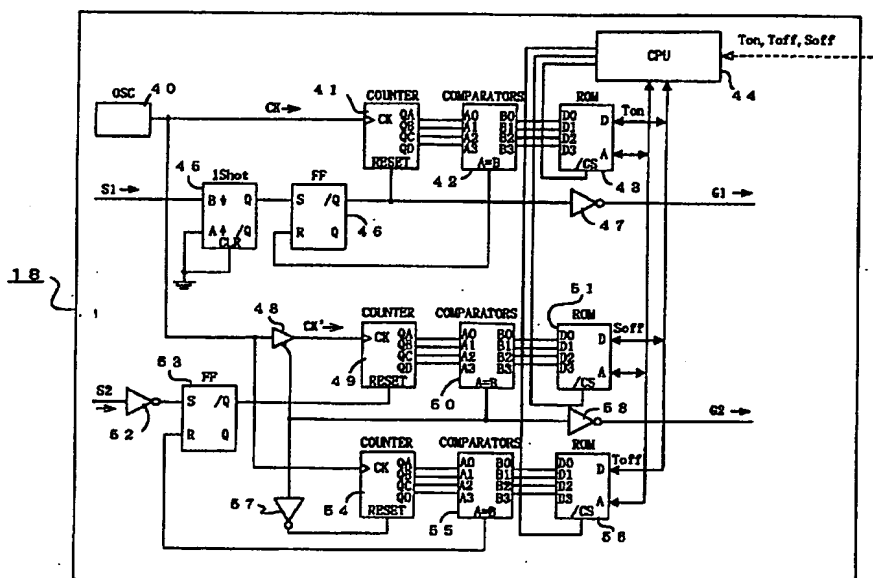 Ton, Toff, Soff
CPU
44
OSC
40
CK →
41
COUNTER
CK
QA
QB
QC
QD
RESET
COMPARATORS
A0
A1
A2
A3
B0
B1
B2
B3
A=B
42
ROM
D0
D1
D2
D3
D
A
/CS
Ton
43
S1 →
45
1Shot
B
Q
A
/Q
CLR
FF
S
/Q
R
Q
46
47
G1 →
18
48
CK' →
COUNTER
CK
QA
QB
QC
QD
49
RESET
COMPARATORS
A0
A1
A2
A3
B0
B1
B2
B3
A=B
50
51
ROM
D0
D1
D2
D3
D
A
/CS
Soff
S2
52
53
FF
S
/Q
R
Q
58
G2 →
57
COUNTER
CK
QA
QB
QC
QD
54
RESET
COMPARATORS
A0
A1
A2
A3
B0
B1
B2
B3
A=B
55
ROM
D0
D1
D2
D3
D
A
/CS
Toff
56